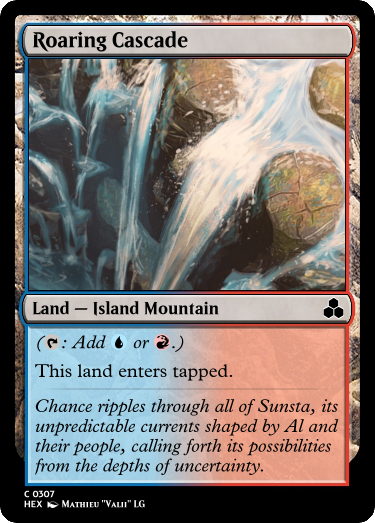 Roaring Cascade
Land — Island Mountain
(: Add or .)
This land enters tapped.
Chance ripples through all of Sunsta, its
unpredictable currents shaped by Al and
their people, calling forth its possibilities
from the depths of uncertainty.
C 0307
HEX Mathieu "Valii" LG